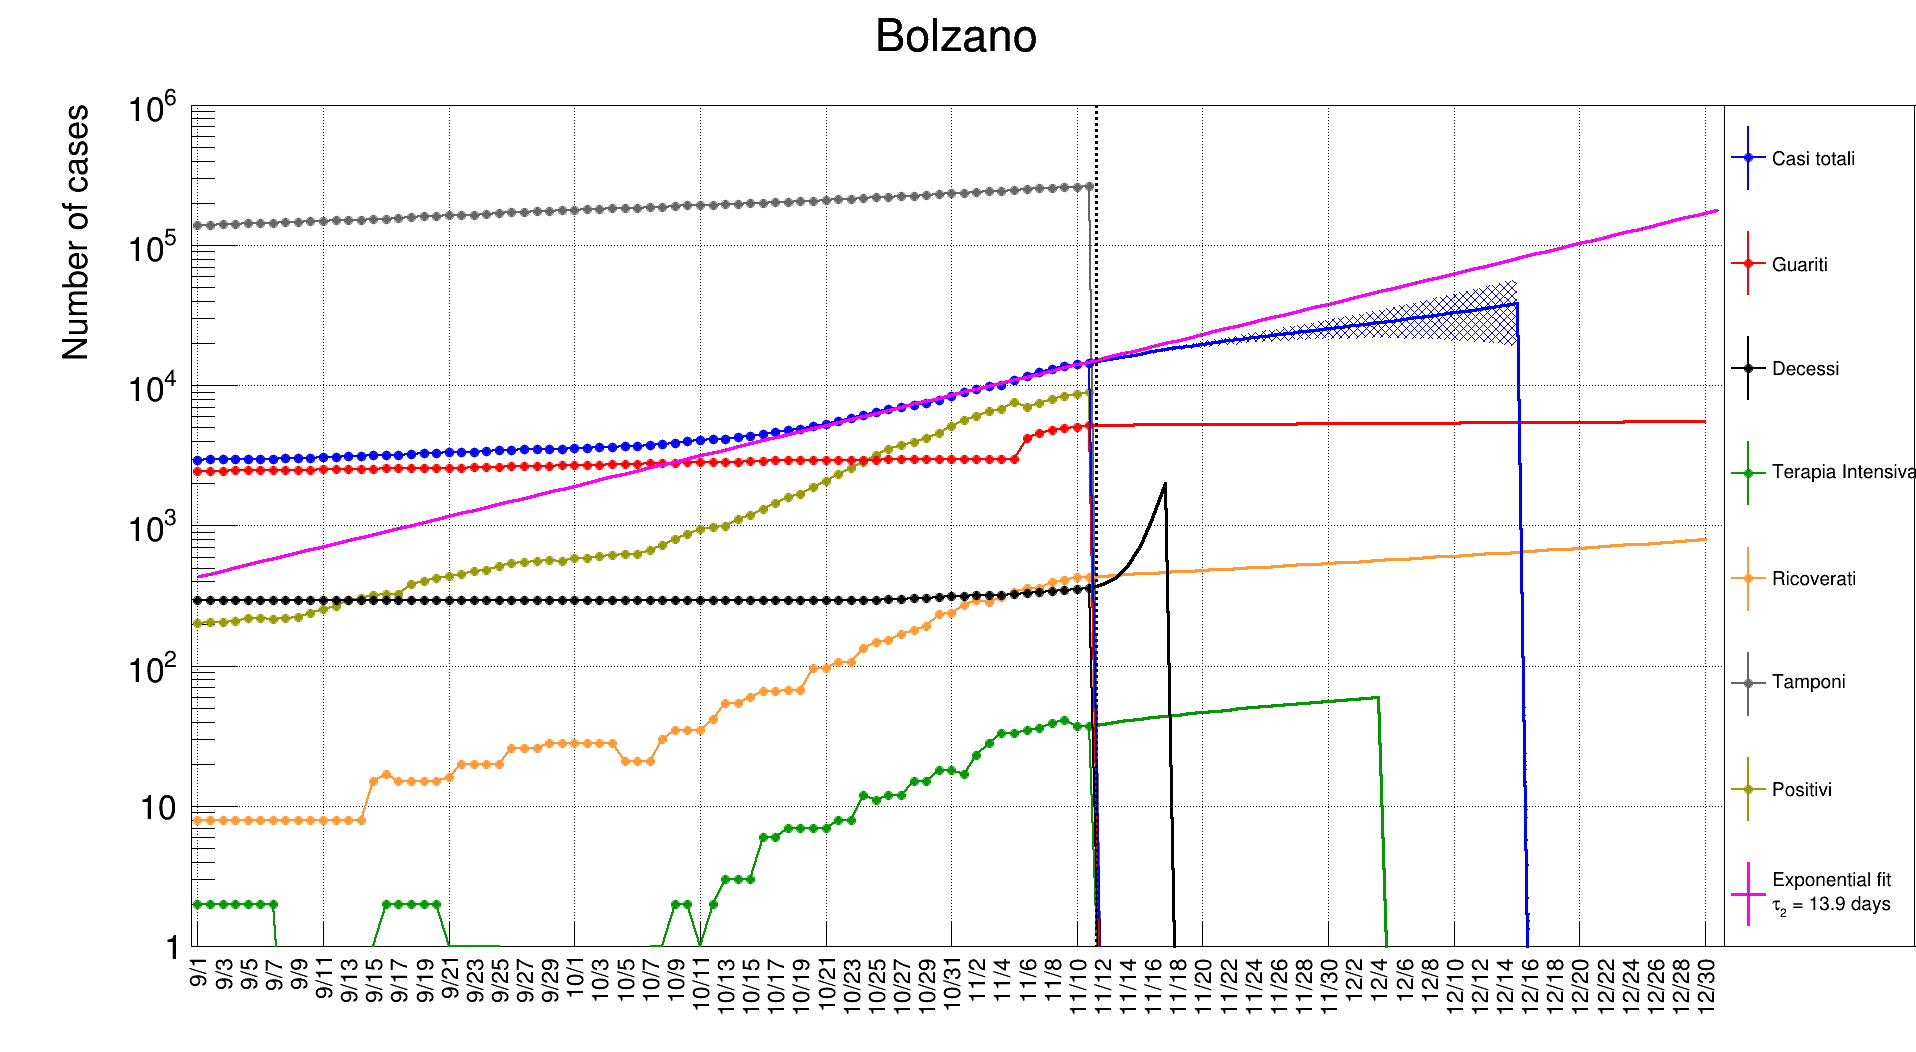 Bolzano
Number of cases
10^6
10^5
10^4
10^3
10^2
10
1
9/1 9/3 9/5 9/7 9/9 9/11 9/13 9/15 9/17 9/19 9/21 9/23 9/25 9/27 9/29 10/1 10/3 10/5 10/7 10/9 10/11 10/13 10/15 10/17 10/19 10/21 10/23 10/25 10/27 10/29 10/31 11/2 11/4 11/6 11/8 11/10 11/12 11/14 11/16 11/18 11/20 11/22 11/24 11/26 11/28 11/30 12/2 12/4 12/6 12/8 12/10 12/12 12/14 12/16 12/18 12/20 12/22 12/24 12/26 12/28 12/30
Casi totali
Guariti
Decessi
Terapia Intensiva
Ricoverati
Tamponi
Positivi
Exponential fit
τ_2 = 13.9 days